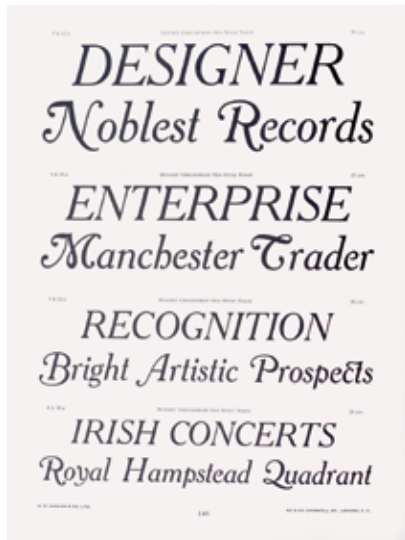 DESIGNER
Noblest Records
ENTERPRISE
Manchester Trader
RECOGNITION
Bright Artistic Prospects
IRISH CONCERTS
Royal Hampstead Quadrant